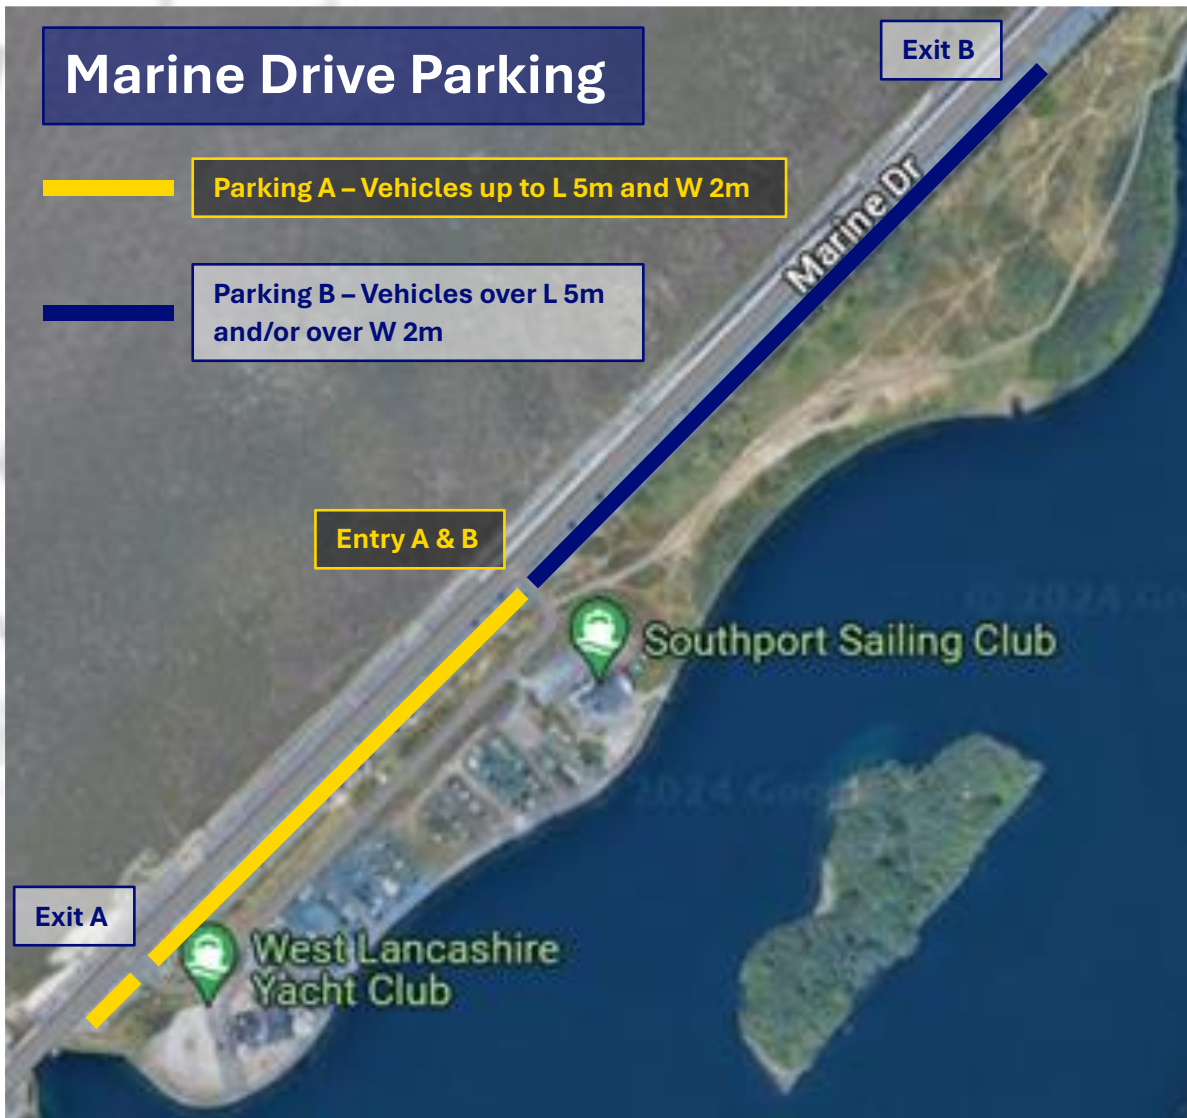 Marine Drive Parking
Exit B
Parking A – Vehicles up to L 5m and W 2m
Marine Dr
Parking B – Vehicles over L 5m
and/or over W 2m
Entry A & B
Southport Sailing Club
Exit A
West Lancashire
Yacht Club